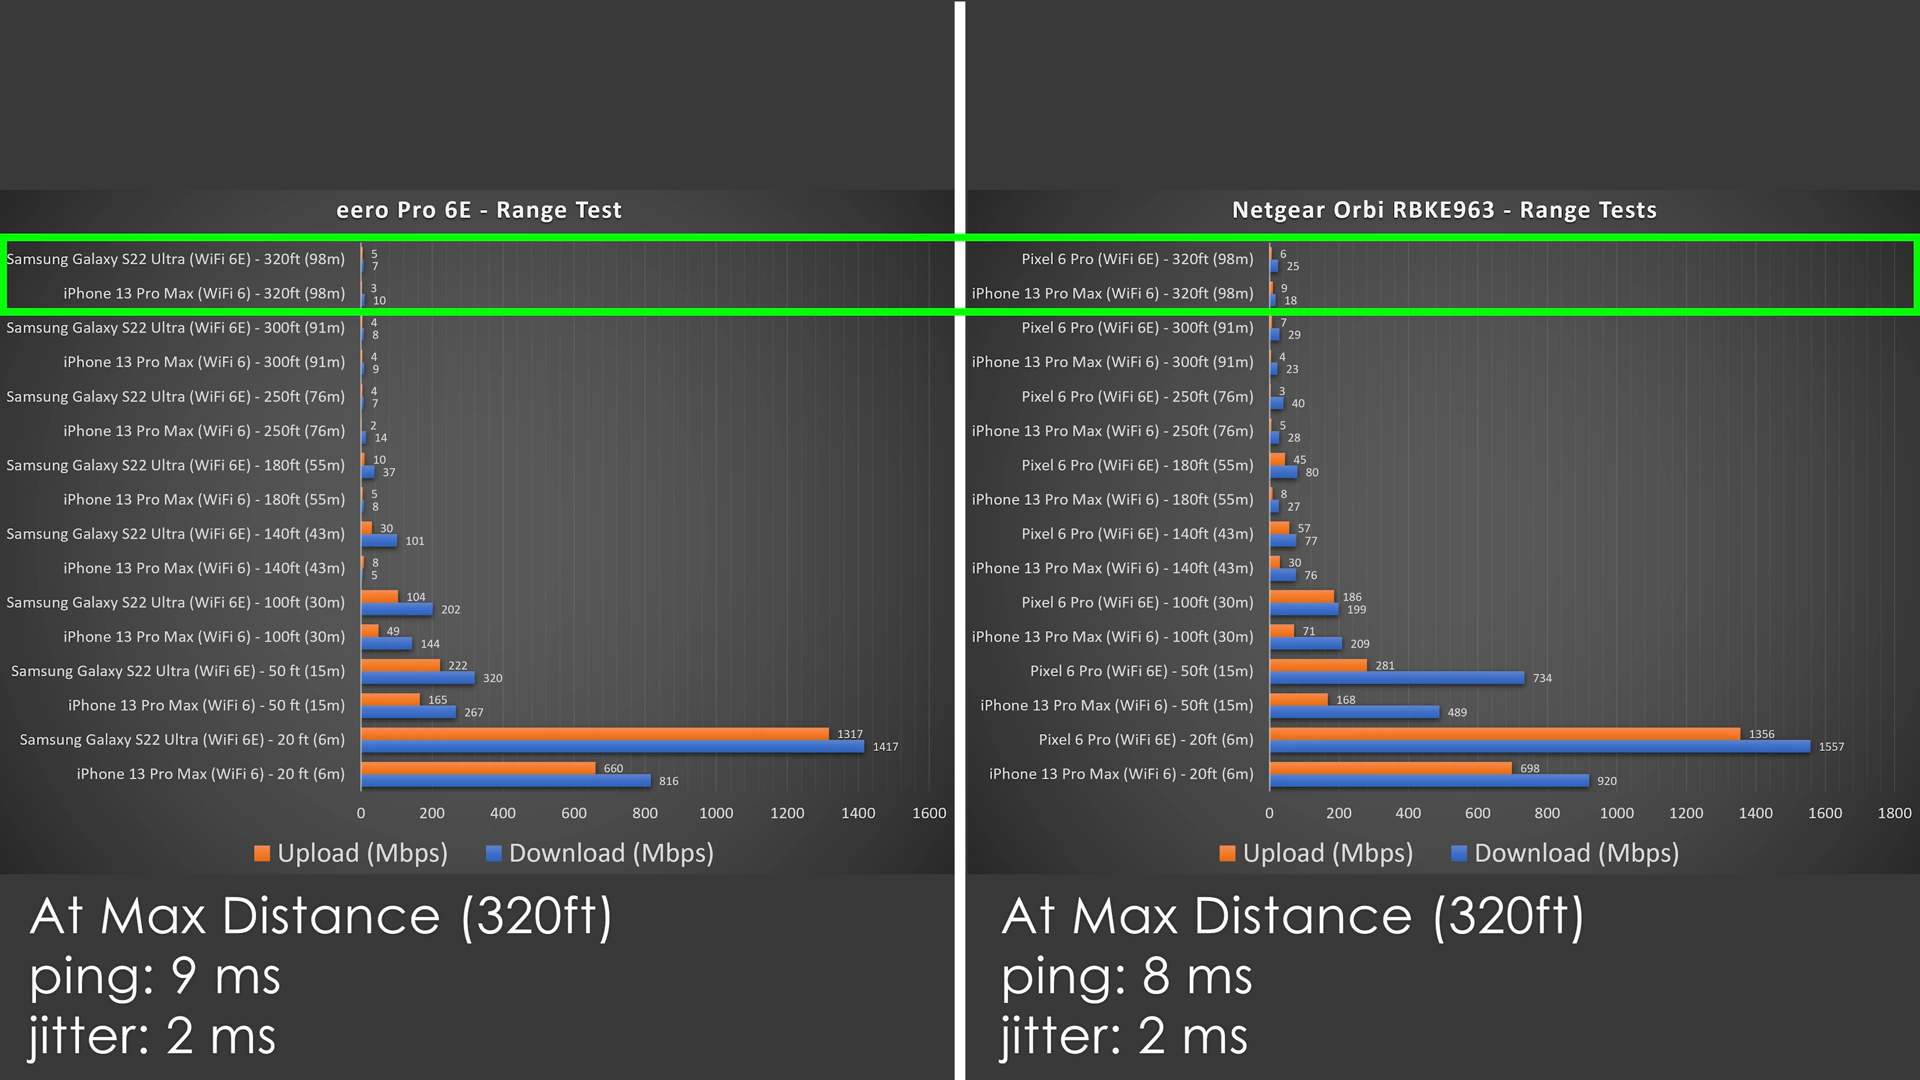 eero Pro 6E - Range Test
Samsung Galaxy S22 Ultra (WiFi 6E) - 320ft (98m) 5 7
iPhone 13 Pro Max (WiFi 6) - 320ft (98m) 3 10
Samsung Galaxy S22 Ultra (WiFi 6E) - 300ft (91m) 4 8
iPhone 13 Pro Max (WiFi 6) - 300ft (91m) 4 9
Samsung Galaxy S22 Ultra (WiFi 6E) - 250ft (76m) 4 7
iPhone 13 Pro Max (WiFi 6) - 250ft (76m) 2 14
Samsung Galaxy S22 Ultra (WiFi 6E) - 180ft (55m) 10 37
iPhone 13 Pro Max (WiFi 6) - 180ft (55m) 5 8
Samsung Galaxy S22 Ultra (WiFi 6E) - 140ft (43m) 30 101
iPhone 13 Pro Max (WiFi 6) - 140ft (43m) 8 5
Samsung Galaxy S22 Ultra (WiFi 6E) - 100ft (30m) 104 202
iPhone 13 Pro Max (WiFi 6) - 100ft (30m) 49 144
Samsung Galaxy S22 Ultra (WiFi 6E) - 50 ft (15m) 222 320
iPhone 13 Pro Max (WiFi 6) - 50 ft (15m) 165 267
Samsung Galaxy S22 Ultra (WiFi 6E) - 20 ft (6m) 1317 1417
iPhone 13 Pro Max (WiFi 6) - 20 ft (6m) 660 816
0 200 400 600 800 1000 1200 1400 1600
Upload (Mbps) Download (Mbps)
At Max Distance (320ft)
ping: 9 ms
jitter: 2 ms
Netgear Orbi RBKE963 - Range Tests
Pixel 6 Pro (WiFi 6E) - 320ft (98m) 6 25
iPhone 13 Pro Max (WiFi 6) - 320ft (98m) 9 18
Pixel 6 Pro (WiFi 6E) - 300ft (91m) 7 29
iPhone 13 Pro Max (WiFi 6) - 300ft (91m) 4 23
Pixel 6 Pro (WiFi 6E) - 250ft (76m) 3 40
iPhone 13 Pro Max (WiFi 6) - 250ft (76m) 5 28
Pixel 6 Pro (WiFi 6E) - 180ft (55m) 45 80
iPhone 13 Pro Max (WiFi 6) - 180ft (55m) 8 27
Pixel 6 Pro (WiFi 6E) - 140ft (43m) 57 77
iPhone 13 Pro Max (WiFi 6) - 140ft (43m) 30 76
Pixel 6 Pro (WiFi 6E) - 100ft (30m) 186 199
iPhone 13 Pro Max (WiFi 6) - 100ft (30m) 71 209
Pixel 6 Pro (WiFi 6E) - 50ft (15m) 281 734
iPhone 13 Pro Max (WiFi 6) - 50ft (15m) 168 489
Pixel 6 Pro (WiFi 6E) - 20ft (6m) 1356 1557
iPhone 13 Pro Max (WiFi 6) - 20ft (6m) 698 920
0 200 400 600 800 1000 1200 1400 1600 1800
Upload (Mbps) Download (Mbps)
At Max Distance (320ft)
ping: 8 ms
jitter: 2 ms